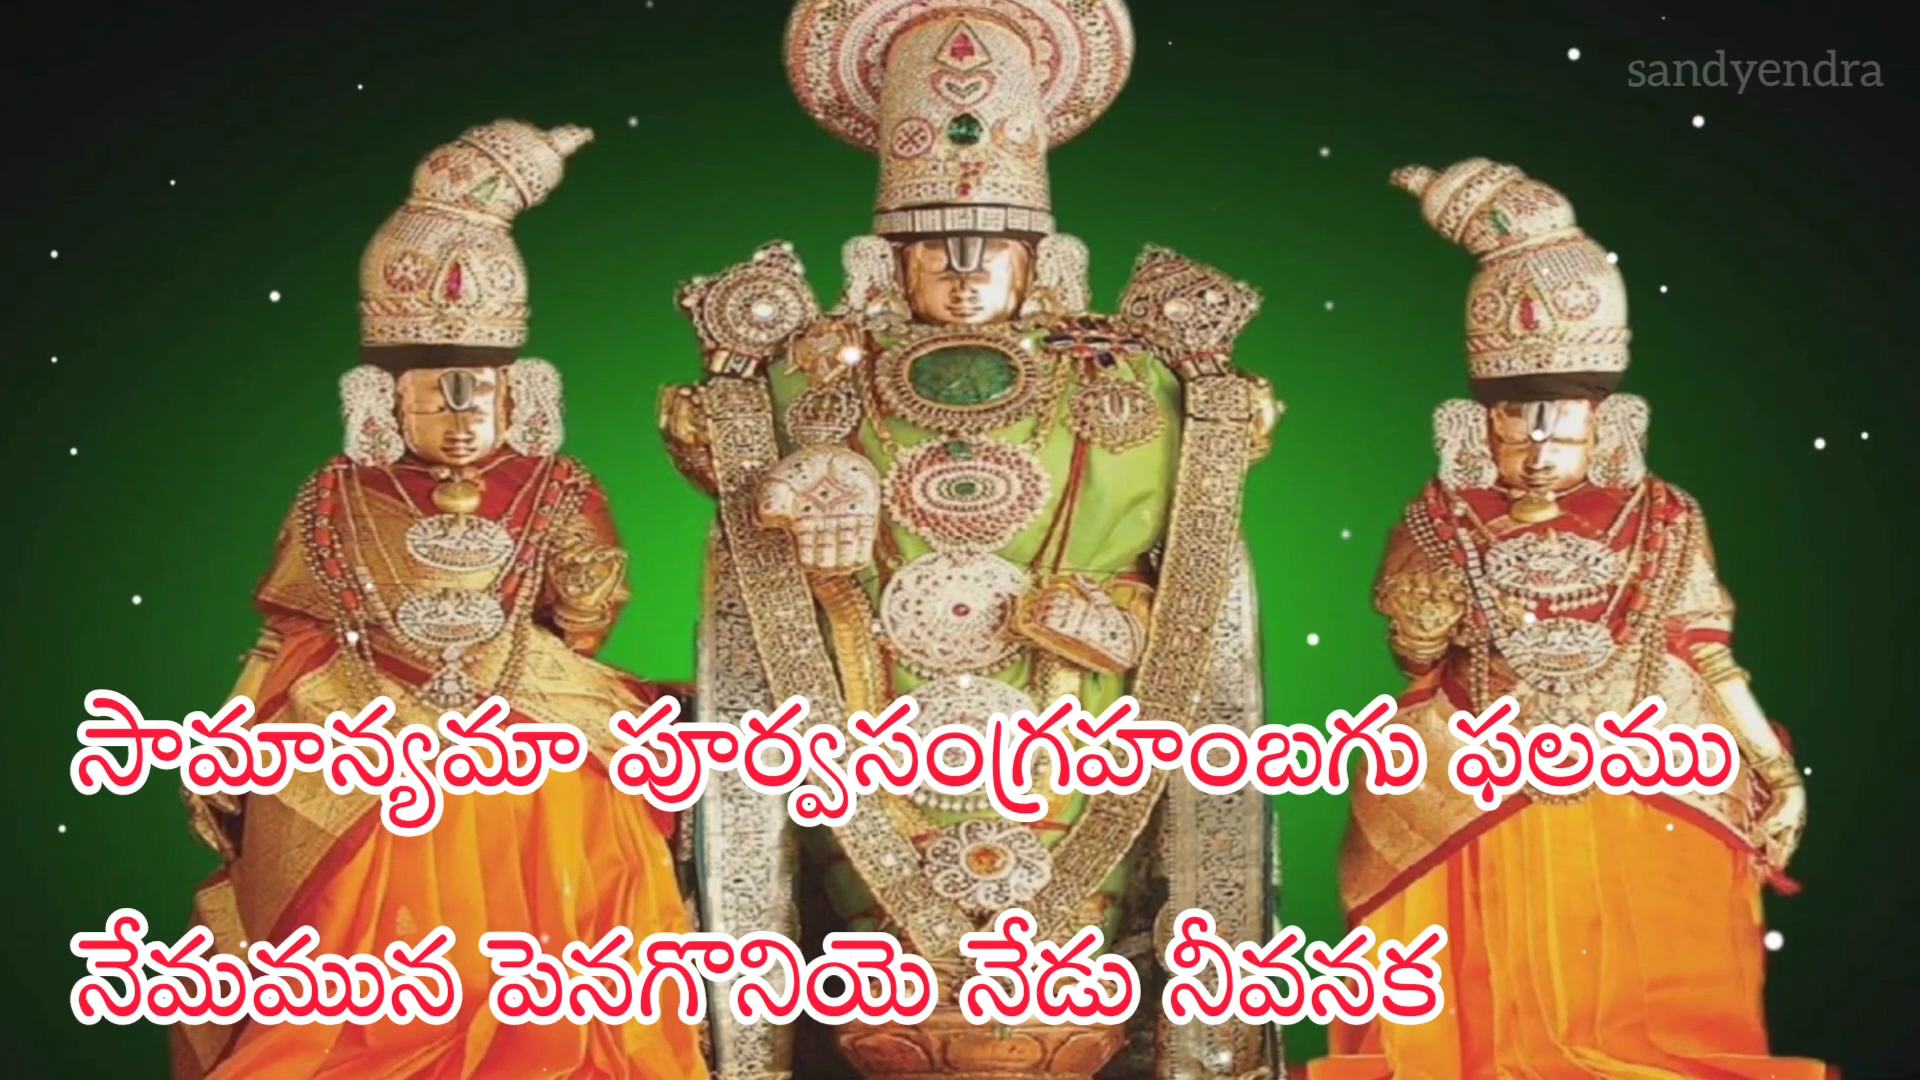 sandyendra
సామాన్యమా పూర్వసంగ్రహంబగు ఫలము
నేమమున పెనగొనియె నేడు నీవనక